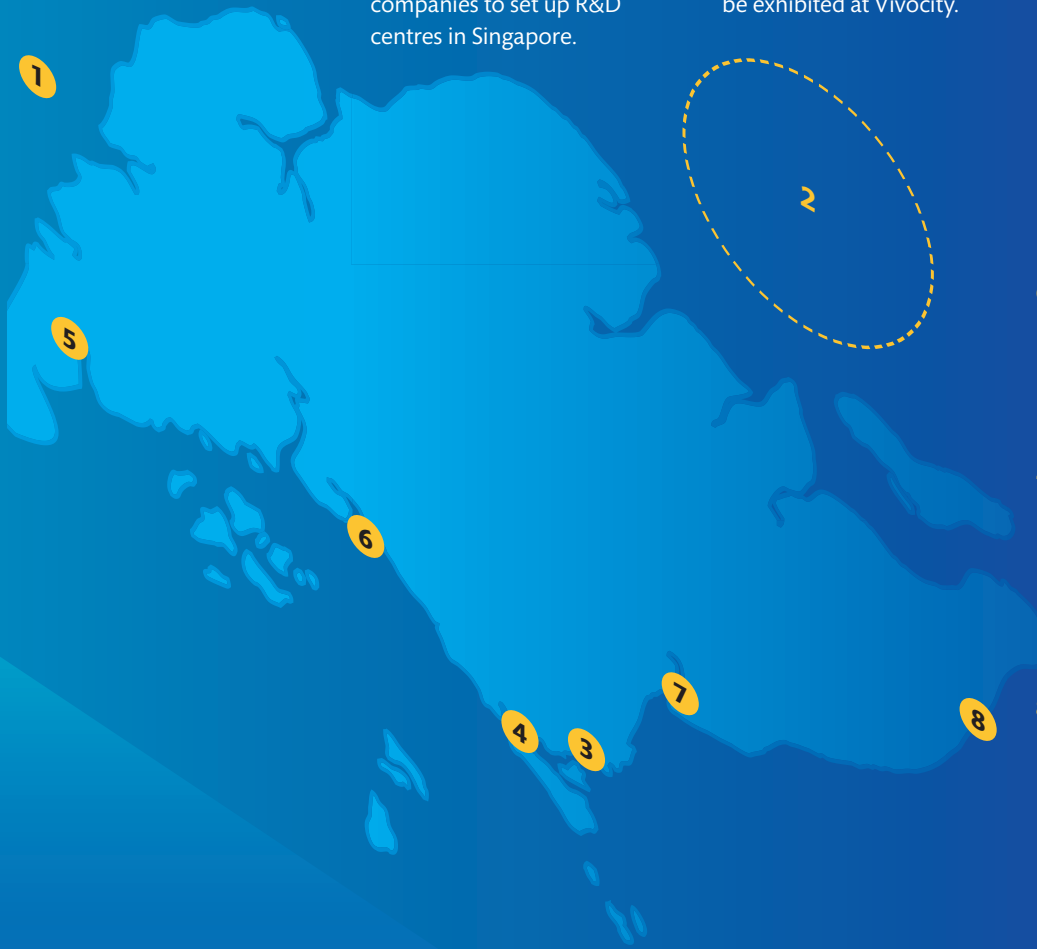 companies to set up R&D
centres in Singapore.
be exhibited at Vivocity.
1
2
5
6
7
8
4
3